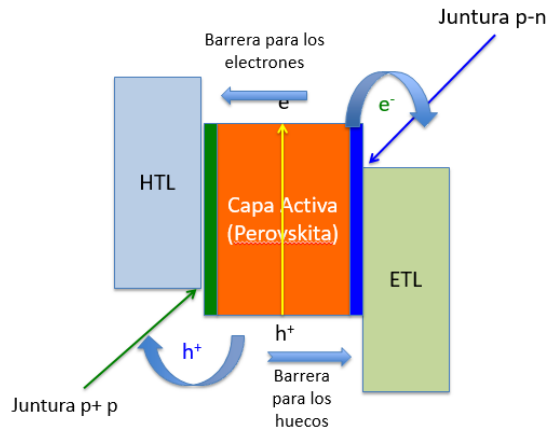 Juntura p-n
Barrera para los
electrones
e
e-
HTL
Capa Activa
(Perovskita)
ETL
h+
h+
Barrera
para los
huecos
Juntura p+ p